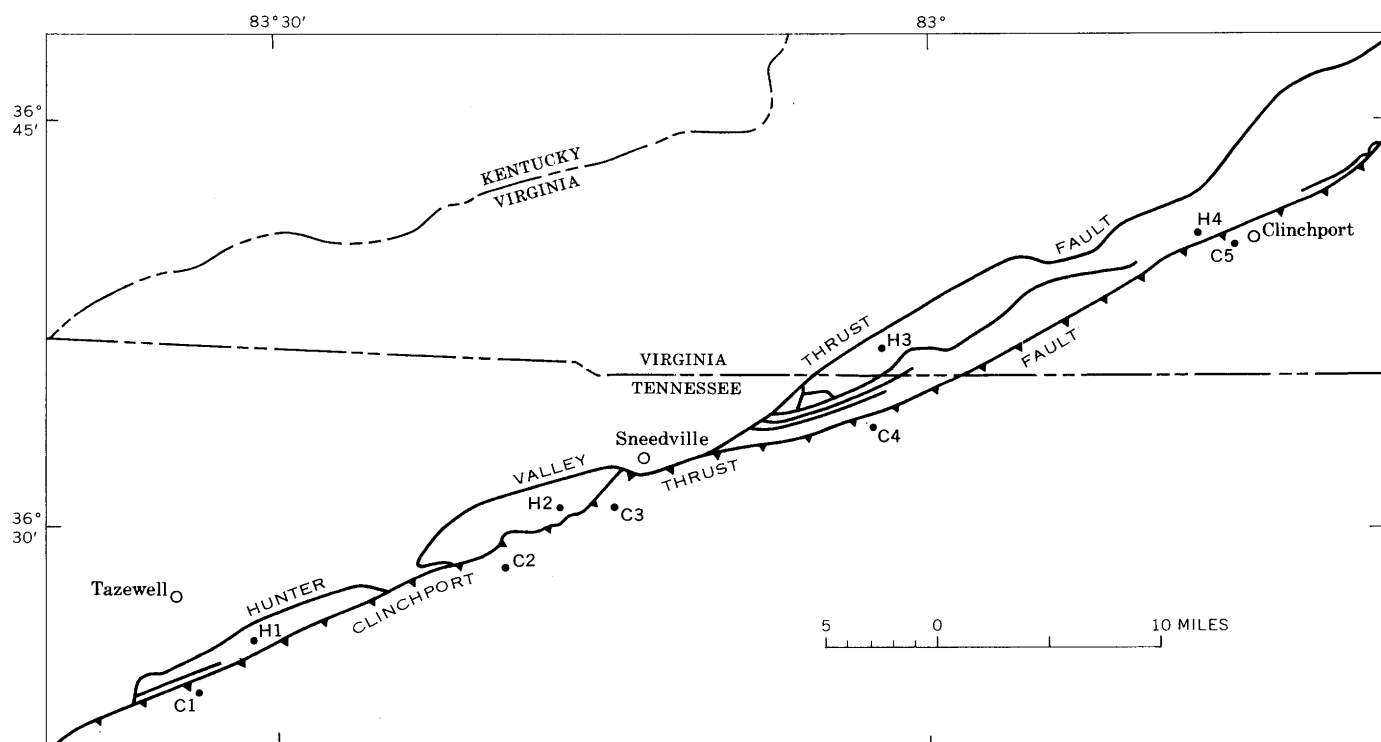 83° 30′
83°
36°
45′
KENTUCKY
VIRGINIA
H4
Clinchport
C5
FAULT
THRUST
H3
FAULT
VIRGINIA
TENNESSEE
C4
Sneedville
THRUST
VALLEY
H2
C3
36°
30′
C2
Tazewell
HUNTER
CLINCHPORT
H1
C1
5 0 10 MILES